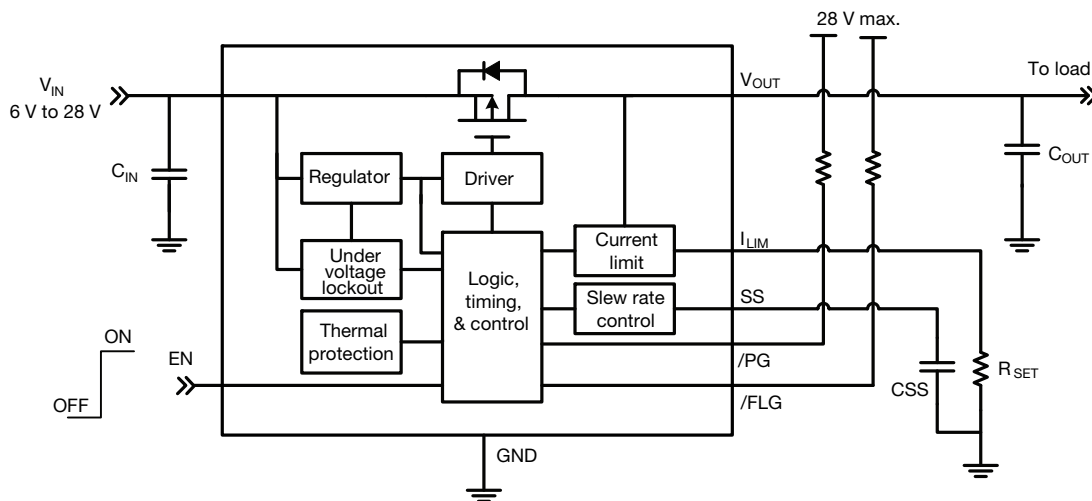 28 V max.
V_IN
6 V to 28 V
V_OUT
To load
C_IN
C_OUT
Regulator
Driver
Under
voltage
lockout
Logic,
timing,
& control
Current
limit
I_LIM
Slew rate
control
SS
Thermal
protection
/PG
ON
OFF
EN
/FLG
CSS
R_SET
GND